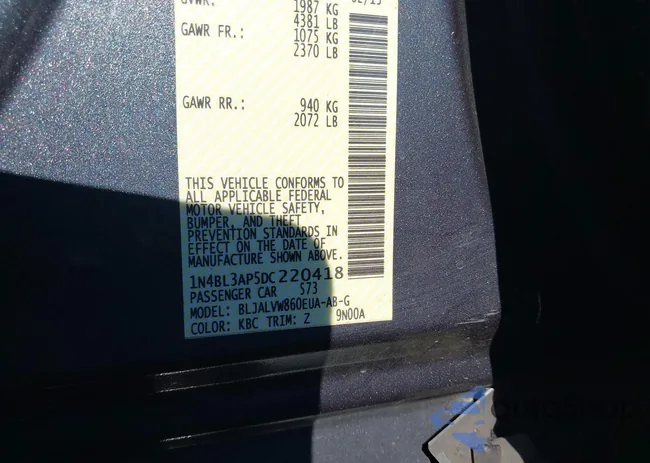 GVWR: 1987 KG
4381 LB
GAWR FR.: 1075 KG
2370 LB
GAWR RR.: 940 KG
2072 LB
THIS VEHICLE CONFORMS TO
ALL APPLICABLE FEDERAL
MOTOR VEHICLE SAFETY,
BUMPER, AND THEFT
PREVENTION STANDARDS IN
EFFECT ON THE DATE OF
MANUFACTURE SHOWN ABOVE.
1N4BL3AP5DC220418
PASSENGER CAR S73
MODEL: BLJALVW860EUA-AB-G
COLOR: KBC TRIM: Z 9N00A